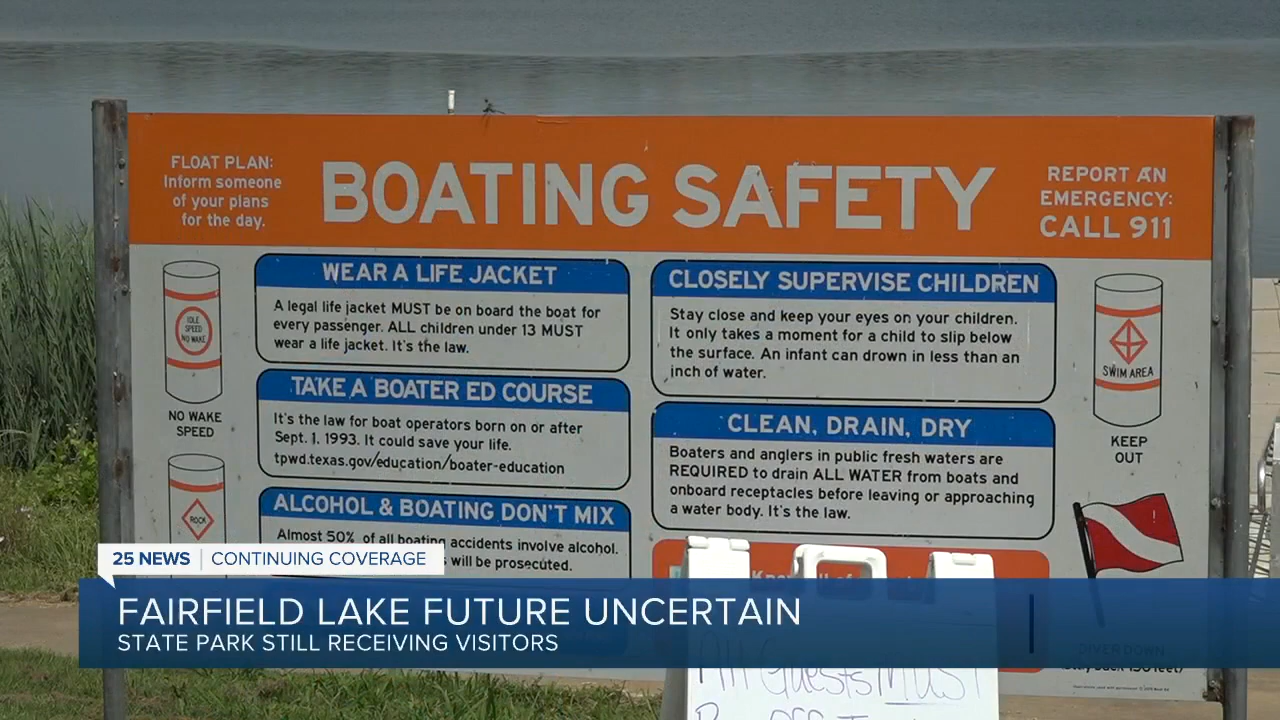 FLOAT PLAN:
Inform someone
of your plans
for the day.
BOATING SAFETY
REPORT AN
EMERGENCY:
CALL 911
IDLE
SPEED
NO WAKE
NO WAKE
SPEED
ROCK
WEAR A LIFE JACKET
A legal life jacket MUST be on board the boat for
every passenger. ALL children under 13 MUST
wear a life jacket. It's the law.
TAKE A BOATER ED COURSE
It's the law for boat operators born on or after
Sept. 1, 1993. It could save your life.
tpwd.texas.gov/education/boater-education
ALCOHOL & BOATING DON'T MIX
Almost 50% of all boating accidents involve alcohol.
will be prosecuted.
CLOSELY SUPERVISE CHILDREN
Stay close and keep your eyes on your children.
It only takes a moment for a child to slip below
the surface. An infant can drown in less than an
inch of water.
CLEAN, DRAIN, DRY
Boaters and anglers in public fresh waters are
REQUIRED to drain ALL WATER from boats and
onboard receptacles before leaving or approaching
a water body. It's the law.
SWIM AREA
KEEP
OUT
DIVER DOWN
25 NEWS | CONTINUING COVERAGE
FAIRFIELD LAKE FUTURE UNCERTAIN
STATE PARK STILL RECEIVING VISITORS
All Guests MUST